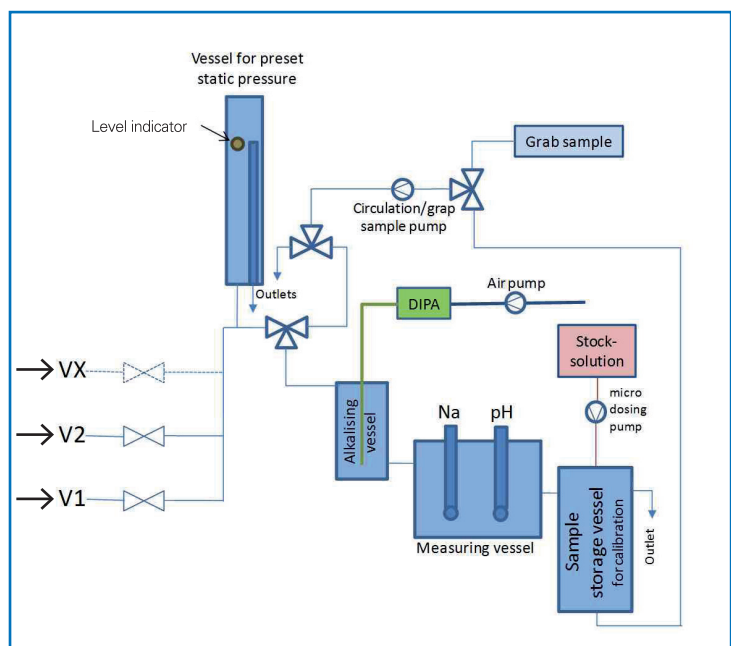 Vessel for preset
static pressure
Level indicator
Grab sample
Circulation/grap
sample pump
Outlets
Air pump
DIPA
Stock-
solution
micro
dosing
pump
VX
V2
V1
Alkalising
vessel
Na
pH
Measuring vessel
Sample
storage vessel
for calibration
Outlet